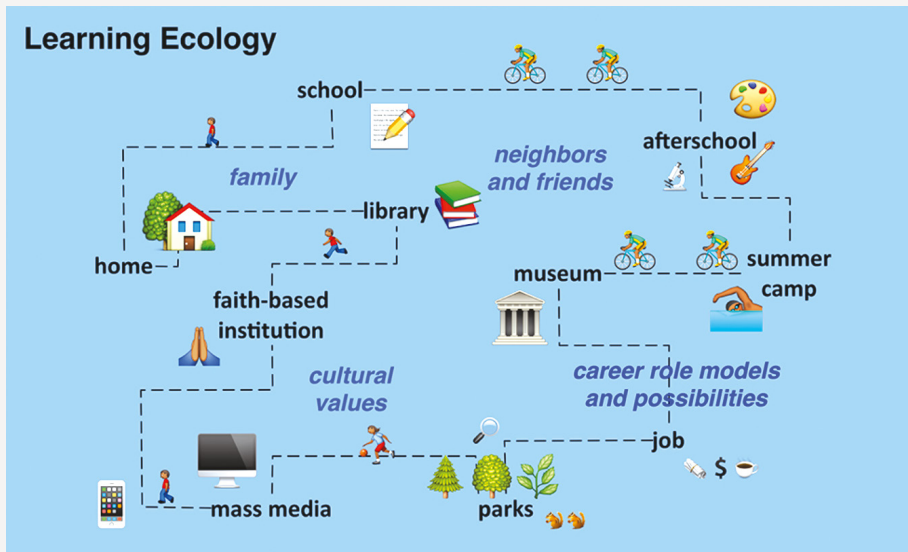 Learning Ecology
school
afterschool
neighbors
and friends
family
library
home
summer
camp
museum
faith-based
institution
cultural
values
career role models
and possibilities
job
$
mass media
parks